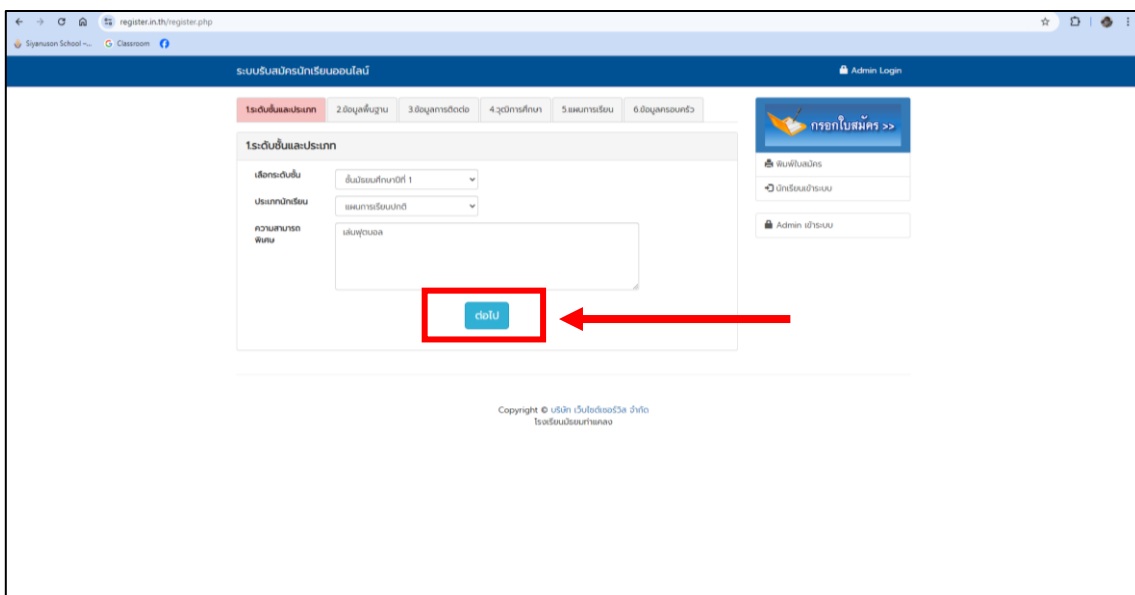 register.in.th/register.php
Siyanuson School –...
Classroom
ระบบรับสมัครนักเรียนออนไลน์
Admin Login
1.ระดับชั้นและประเภท
2.ข้อมูลพื้นฐาน
3.ข้อมูลการติดต่อ
4.วุฒิการศึกษา
5.แผนการเรียน
6.ข้อมูลครอบครัว
กรอกใบสมัคร >>
1.ระดับชั้นและประเภท
พิมพ์ใบสมัคร
เลือกระดับชั้น
ชั้นมัธยมศึกษาปีที่ 1
นักเรียนเข้าระบบ
ประเภทนักเรียน
แผนการเรียนปกติ
Admin เข้าระบบ
ความสามารถ
พิเศษ
เล่นฟุตบอล
ต่อไป
Copyright © บริษัท เว็บไซต์เซอร์วิส จำกัด
โรงเรียนมัธยมท่าแคลง